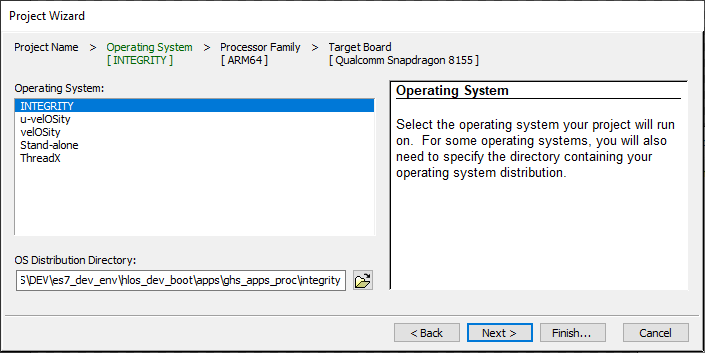 Project Wizard
Project Name > Operating System > Processor Family > Target Board
[ INTEGRITY ] [ ARM64 ] [ Qualcomm Snapdragon 8155 ]
Operating System:
INTEGRITY
u-velOSity
velOSity
Stand-alone
ThreadX
Operating System
Select the operating system your project will run
on. For some operating systems, you will also
need to specify the directory containing your
operating system distribution.
OS Distribution Directory:
S\DEV\es7_dev_env\hlos_dev_boot\apps\ghs_apps_proc\integrity
< Back Next > Finish... Cancel